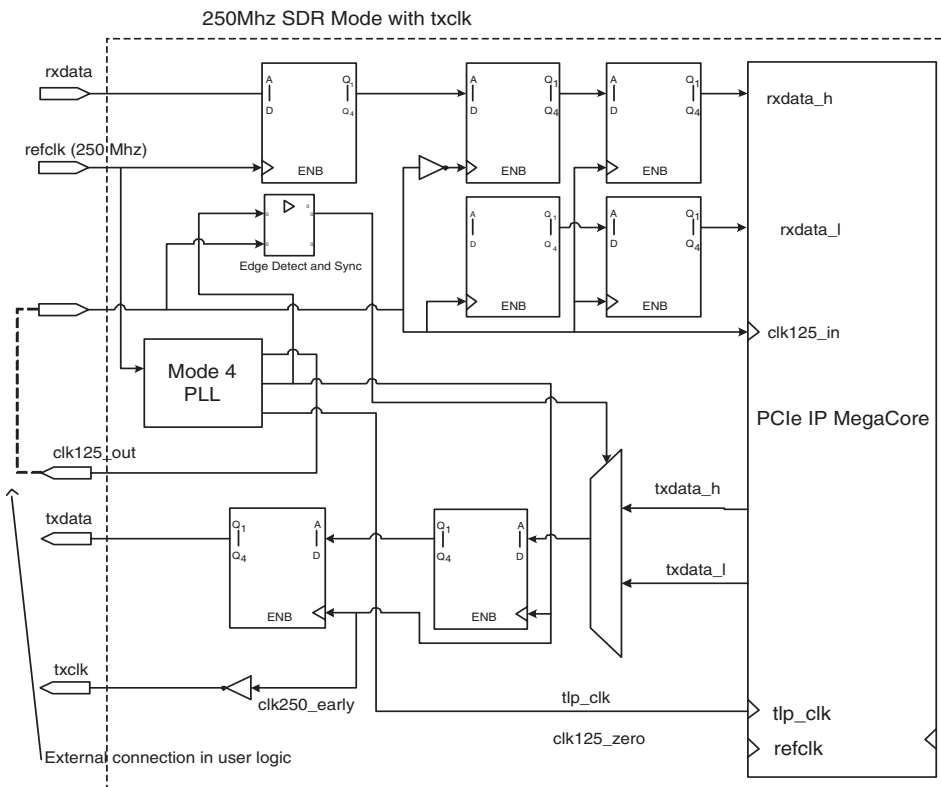 250Mhz SDR Mode with txclk
rxdata
A
D
Q1
Q4
ENB
A
D
Q1
Q4
ENB
A
D
Q1
Q4
ENB
rxdata_h
refclk (250 Mhz)
Edge Detect and Sync
A
D
Q1
Q4
ENB
A
D
Q1
Q4
ENB
rxdata_l
clk125_in
Mode 4
PLL
PCIe IP MegaCore
clk125_out
txdata_h
txdata
Q1
Q4
A
D
ENB
Q1
Q4
A
D
ENB
txdata_l
txclk
clk250_early
tlp_clk
tlp_clk
clk125_zero
refclk
External connection in user logic